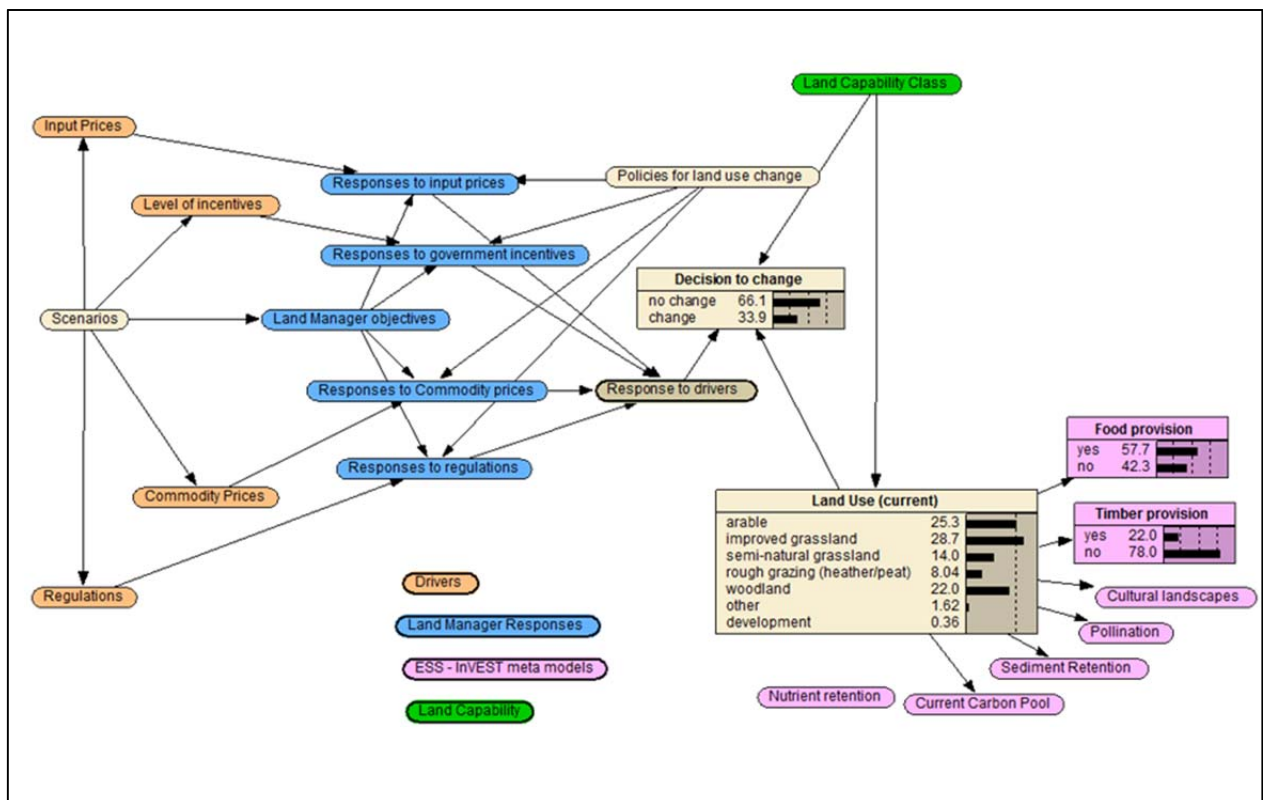 Land Capability Class
Input Prices
Responses to input prices
Policies for land use change
Level of incentives
Responses to government incentives
Decision to change
no change 66.1
change 33.9
Scenarios
Land Manager objectives
Responses to Commodity prices
Response to drivers
Responses to regulations
Commodity Prices
Regulations
Food provision
yes 57.7
no 42.3
Land Use (current)
arable 25.3
improved grassland 28.7
semi-natural grassland 14.0
rough grazing (heather/peat) 8.04
woodland 22.0
other 1.62
development 0.36
Timber provision
yes 22.0
no 78.0
Cultural landscapes
Pollination
Sediment Retention
Nutrient retention
Current Carbon Pool
Drivers
Land Manager Responses
ESS - InVEST meta models
Land Capability